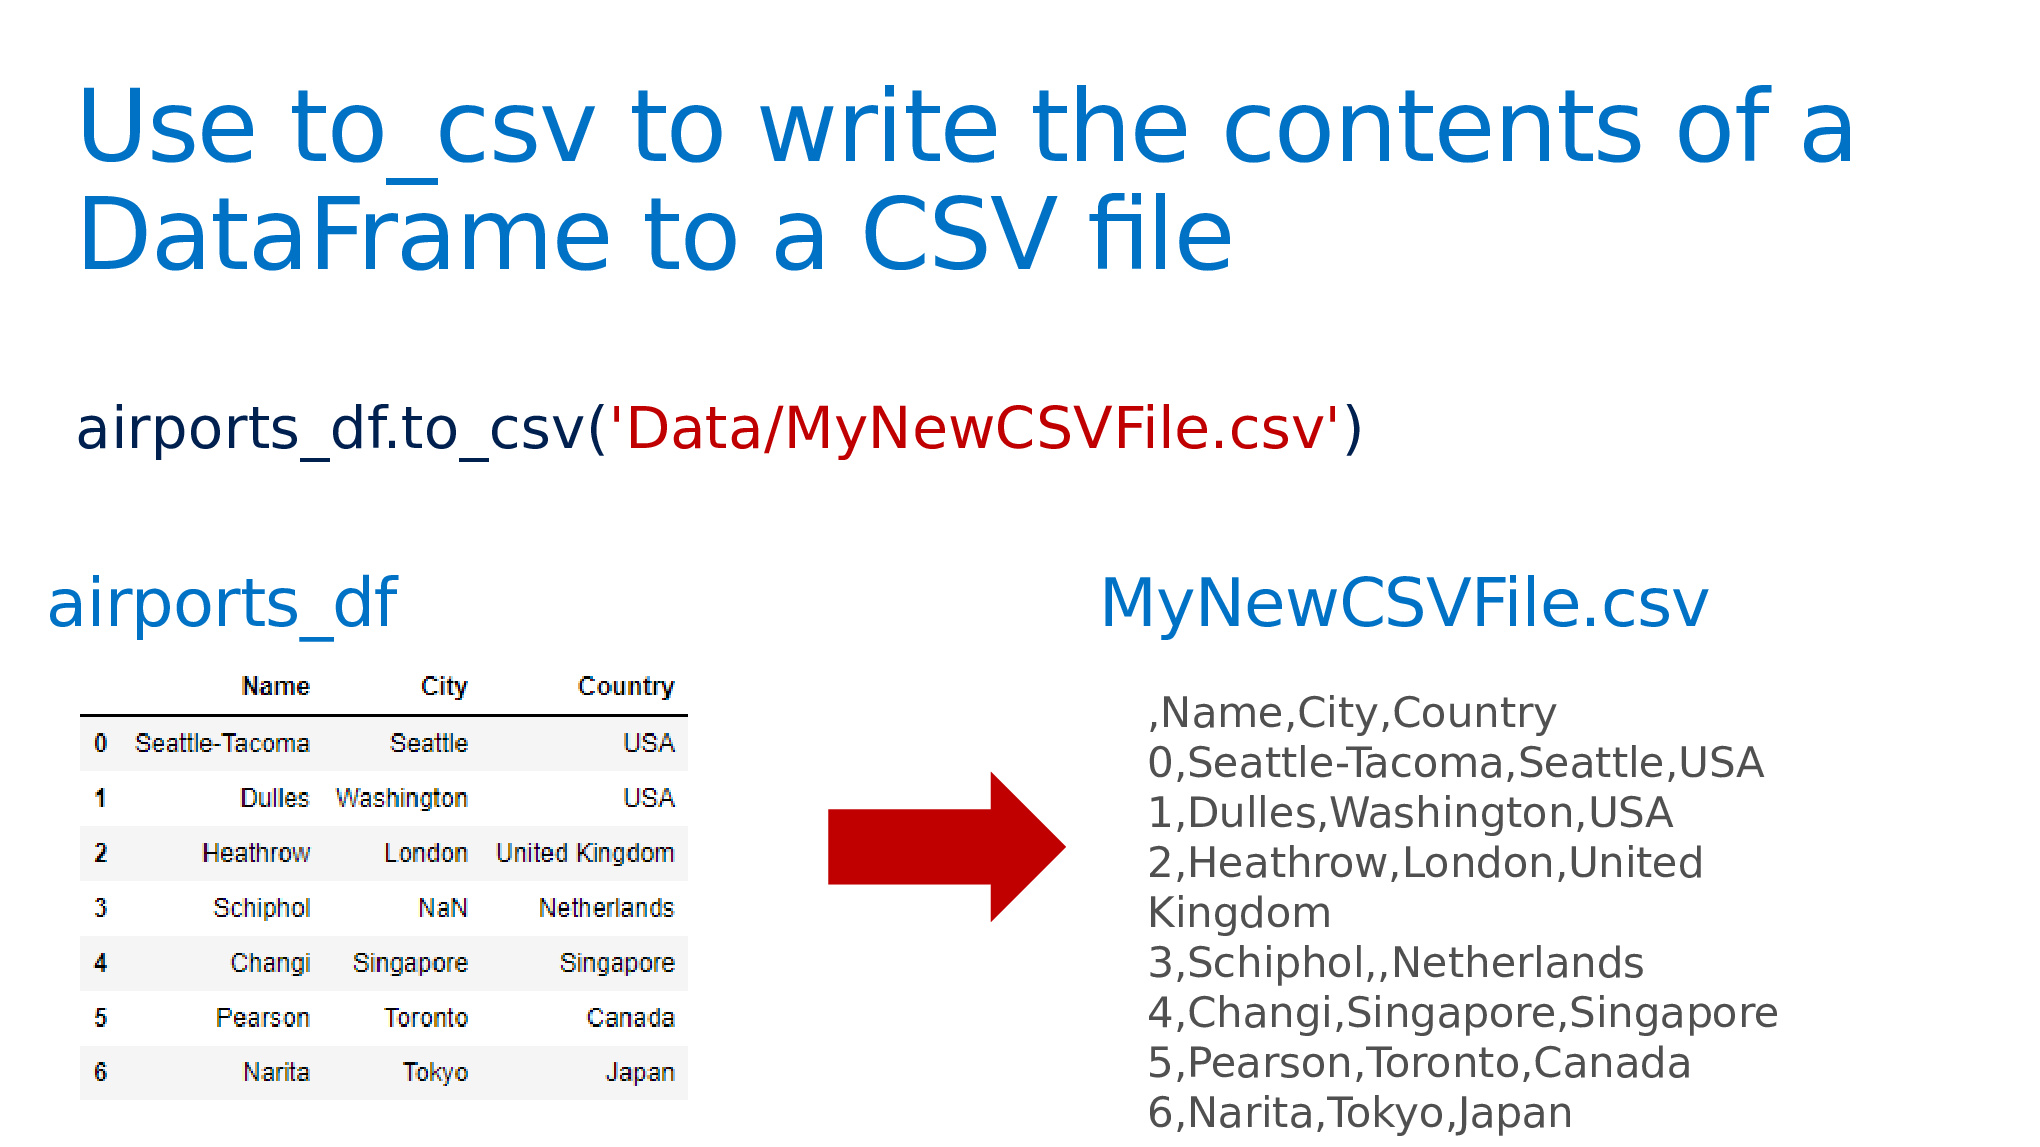 Use to_csv to write the contents of a
DataFrame to a CSV file
airports_df.to_csv('Data/MyNewCSVFile.csv')
airports_df
Name City Country
0 Seattle-Tacoma Seattle USA
1 Dulles Washington USA
2 Heathrow London United Kingdom
3 Schiphol NaN Netherlands
4 Changi Singapore Singapore
5 Pearson Toronto Canada
6 Narita Tokyo Japan
MyNewCSVFile.csv
,Name,City,Country
0,Seattle-Tacoma,Seattle,USA
1,Dulles,Washington,USA
2,Heathrow,London,United
Kingdom
3,Schiphol,,Netherlands
4,Changi,Singapore,Singapore
5,Pearson,Toronto,Canada
6,Narita,Tokyo,Japan